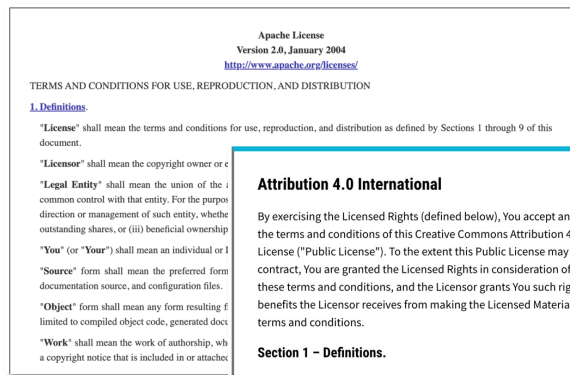 Apache License
Version 2.0, January 2004
http://www.apache.org/licenses/
TERMS AND CONDITIONS FOR USE, REPRODUCTION, AND DISTRIBUTION
1. Definitions.
"License" shall mean the terms and conditions for use, reproduction, and distribution as defined by Sections 1 through 9 of this
document.
"Licensor" shall mean the copyright owner or
"Legal Entity" shall mean the union of the
common control with that entity. For the
direction or management of such entity,
outstanding shares, or (iii) beneficial ownership
"You" (or "Your") shall mean an individual or
"Source" form shall mean the preferred form
documentation source, and configuration files.
"Object" form shall mean any form resulting
limited to compiled object code, generated
"Work" shall mean the work of authorship,
a copyright notice that is included in or
Attribution 4.0 International
By exercising the Licensed Rights (defined below), You accept an
the terms and conditions of this Creative Commons Attribution 4
License ("Public License"). To the extent this Public License may
contract, You are granted the Licensed Rights in consideration of
these terms and conditions, and the Licensor grants You such rig
benefits the Licensor receives from making the Licensed Materia
terms and conditions.
Section 1 – Definitions.